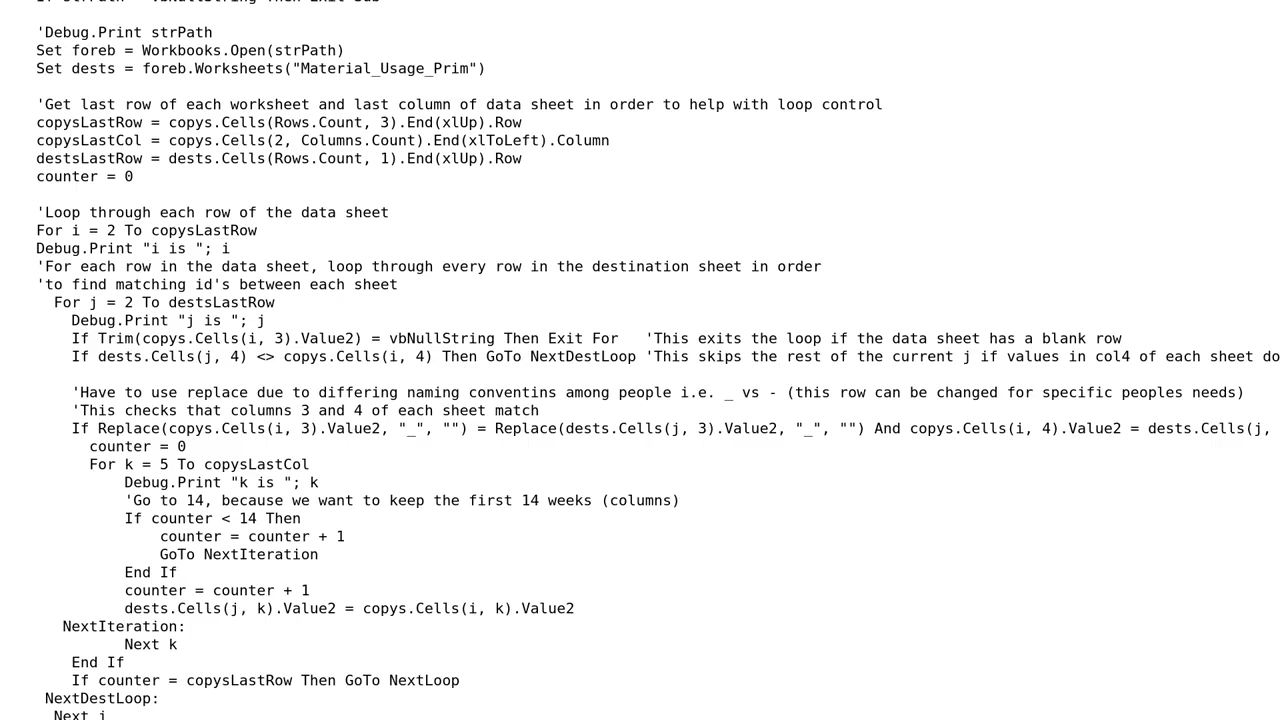 'Debug.Print strPath
Set foreb = Workbooks.Open(strPath)
Set dests = foreb.Worksheets("Material_Usage_Prim")
'Get last row of each worksheet and last column of data sheet in order to help with loop control
copysLastRow = copys.Cells(Rows.Count, 3).End(xlUp).Row
copysLastCol = copys.Cells(2, Columns.Count).End(xlToLeft).Column
destsLastRow = dests.Cells(Rows.Count, 1).End(xlUp).Row
counter = 0
'Loop through each row of the data sheet
For i = 2 To copysLastRow
Debug.Print "i is "; i
'For each row in the data sheet, loop through every row in the destination sheet in order
'to find matching id's between each sheet
For j = 2 To destsLastRow
Debug.Print "j is "; j
If Trim(copys.Cells(i, 3).Value2) = vbNullString Then Exit For   'This exits the loop if the data sheet has a blank row
If dests.Cells(j, 4) <> copys.Cells(i, 4) Then GoTo NextDestLoop 'This skips the rest of the current j if values in col4 of each sheet do
'Have to use replace due to differing naming conventins among people i.e. _ vs - (this row can be changed for specific peoples needs)
'This checks that columns 3 and 4 of each sheet match
If Replace(copys.Cells(i, 3).Value2, "_", "") = Replace(dests.Cells(j, 3).Value2, "_", "") And copys.Cells(i, 4).Value2 = dests.Cells(j,
counter = 0
For k = 5 To copysLastCol
Debug.Print "k is "; k
'Go to 14, because we want to keep the first 14 weeks (columns)
If counter < 14 Then
counter = counter + 1
GoTo NextIteration
End If
counter = counter + 1
dests.Cells(j, k).Value2 = copys.Cells(i, k).Value2
NextIteration:
Next k
End If
If counter = copysLastRow Then GoTo NextLoop
NextDestLoop:
Next j